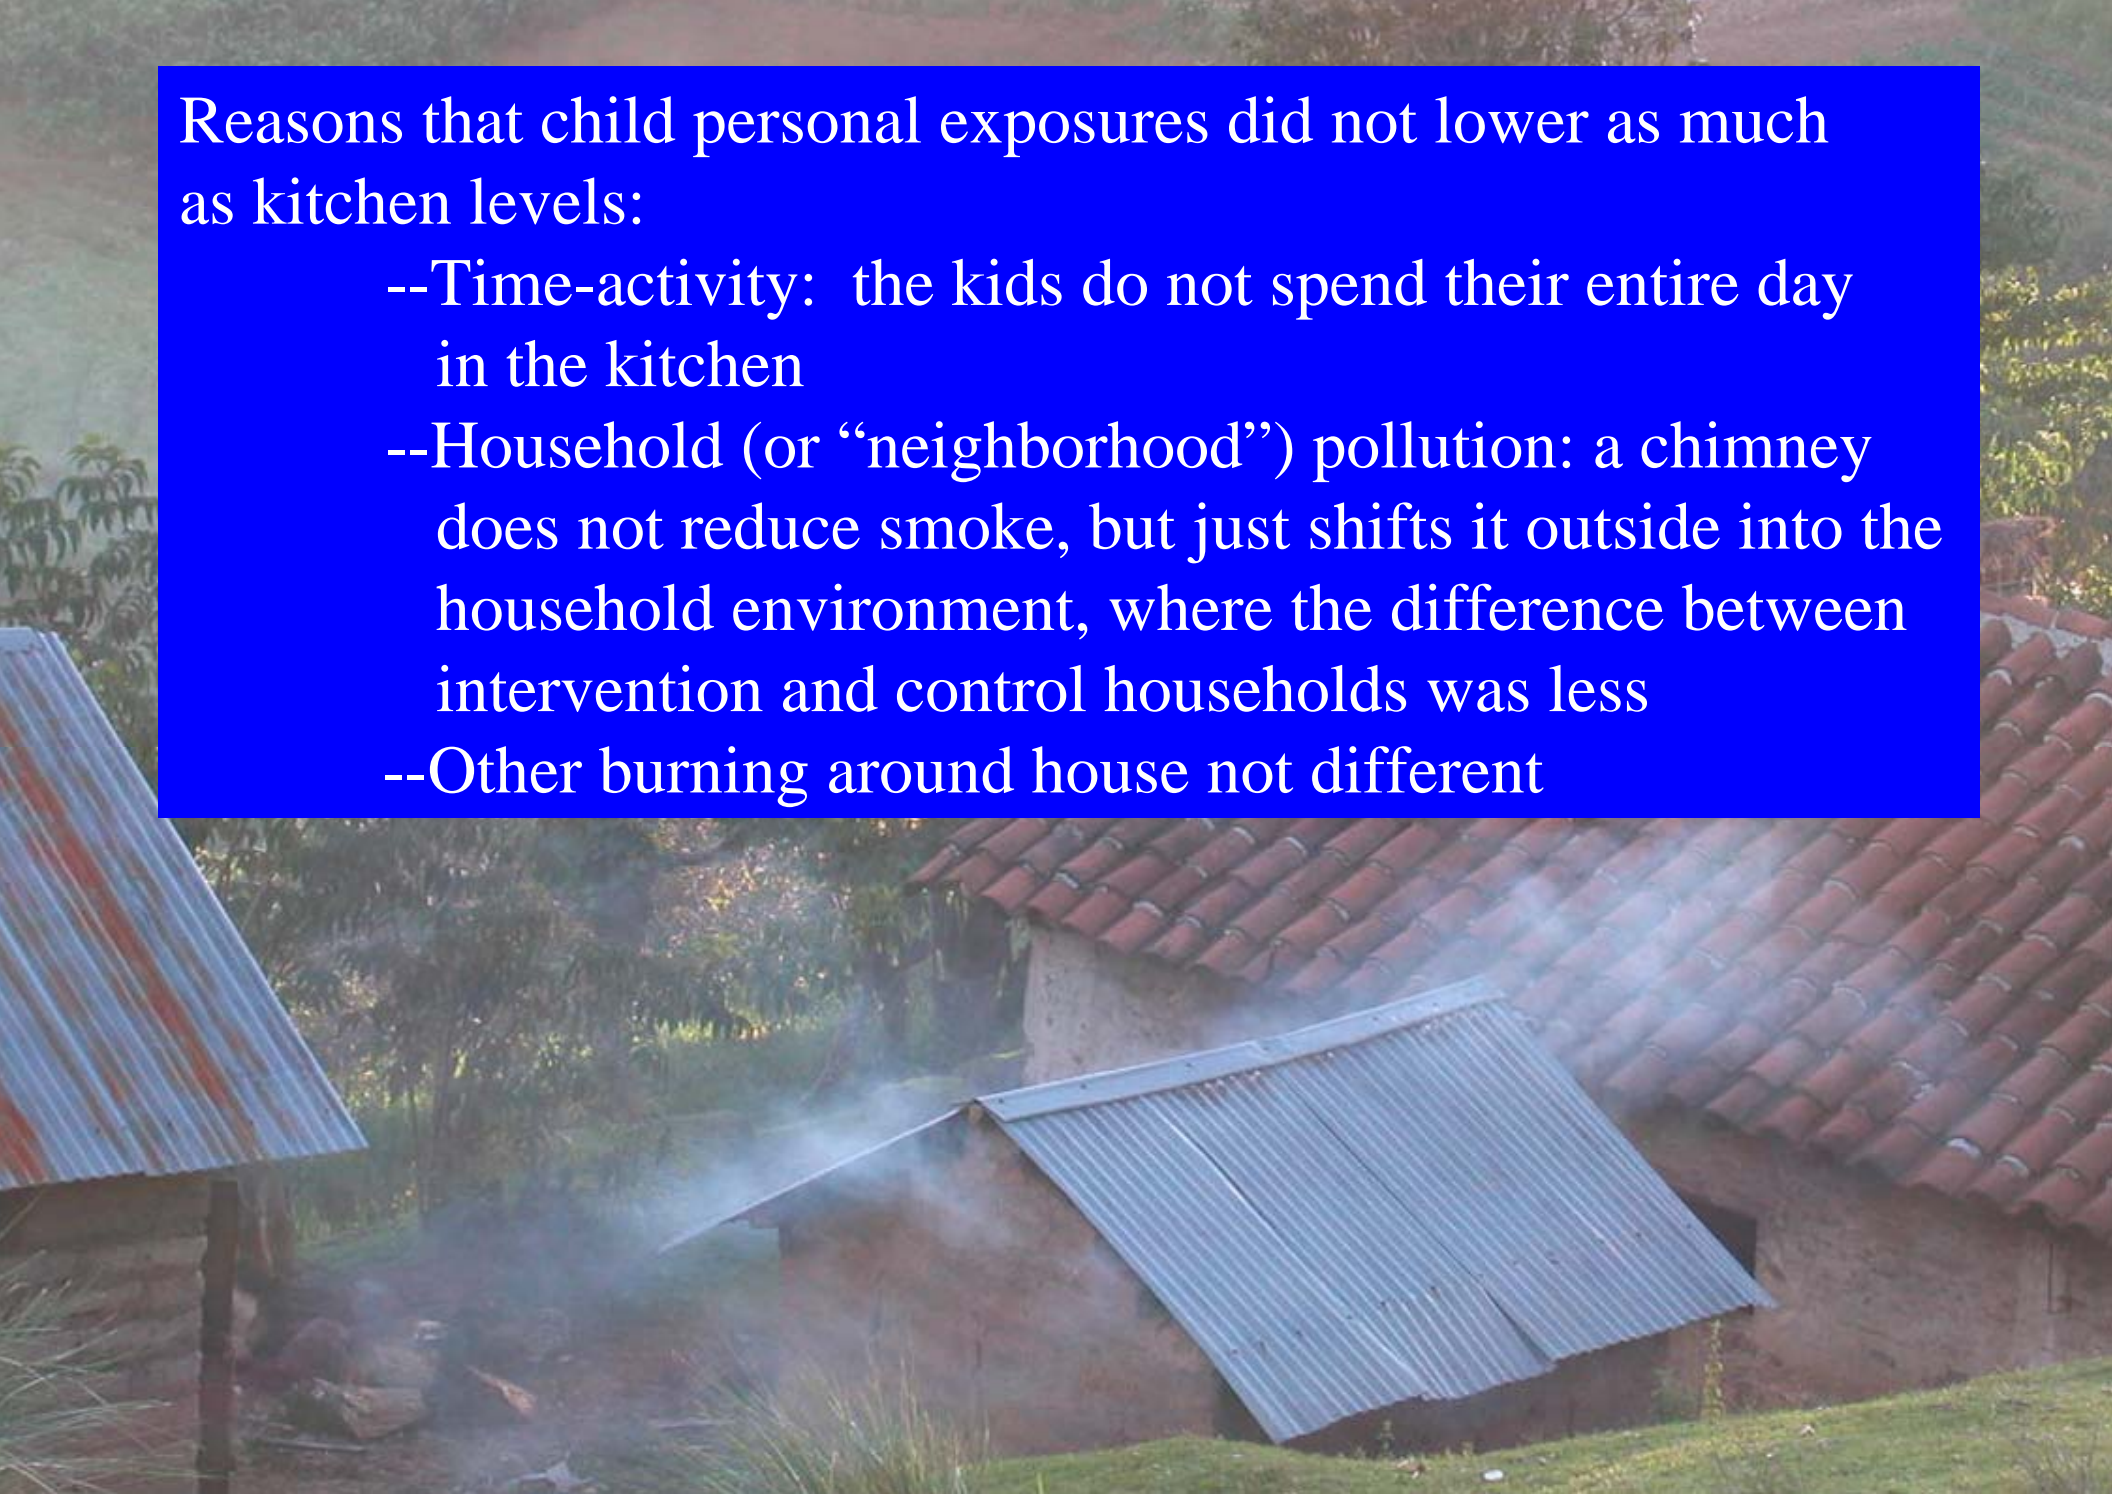 Reasons that child personal exposures did not lower as much
as kitchen levels:
--Time-activity:  the kids do not spend their entire day
in the kitchen
--Household (or “neighborhood”) pollution: a chimney
does not reduce smoke, but just shifts it outside into the
household environment, where the difference between
intervention and control households was less
--Other burning around house not different